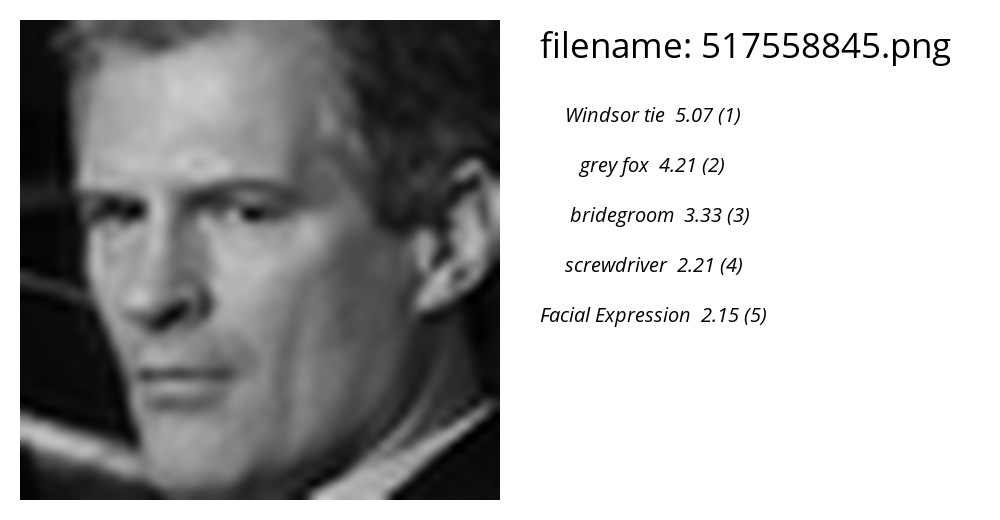 filename: 517558845.png
Windsor tie 5.07 (1)
grey fox 4.21 (2)
bridegroom 3.33 (3)
screwdriver 2.21 (4)
Facial Expression 2.15 (5)